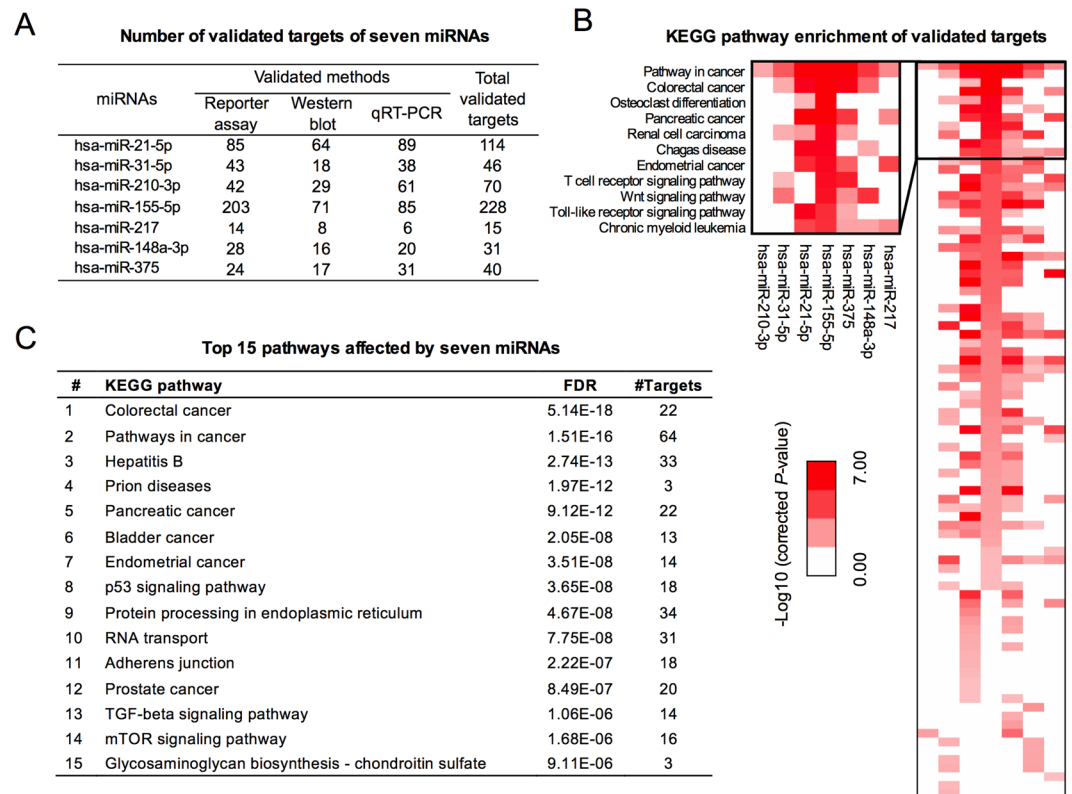 A
Number of validated targets of seven miRNAs
miRNAs
Validated methods
Total validated targets
Reporter assay
Western blot
qRT-PCR
hsa-miR-21-5p 85 64 89 114
hsa-miR-31-5p 43 18 38 46
hsa-miR-210-3p 42 29 61 70
hsa-miR-155-5p 203 71 85 228
hsa-miR-217 14 8 6 15
hsa-miR-148a-3p 28 16 20 31
hsa-miR-375 24 17 31 40
B
KEGG pathway enrichment of validated targets
Pathway in cancer
Colorectal cancer
Osteoclast differentiation
Pancreatic cancer
Renal cell carcinoma
Chagas disease
Endometrial cancer
T cell receptor signaling pathway
Wnt signaling pathway
Toll-like receptor signaling pathway
Chronic myeloid leukemia
hsa-miR-210-3p
hsa-miR-31-5p
hsa-miR-21-5p
hsa-miR-155-5p
hsa-miR-375
hsa-miR-148a-3p
hsa-miR-217
-Log10 (corrected P-value)
7.00
0.00
C
Top 15 pathways affected by seven miRNAs
# KEGG pathway FDR #Targets
1 Colorectal cancer 5.14E-18 22
2 Pathways in cancer 1.51E-16 64
3 Hepatitis B 2.74E-13 33
4 Prion diseases 1.97E-12 3
5 Pancreatic cancer 9.12E-12 22
6 Bladder cancer 2.05E-08 13
7 Endometrial cancer 3.51E-08 14
8 p53 signaling pathway 3.65E-08 18
9 Protein processing in endoplasmic reticulum 4.67E-08 34
10 RNA transport 7.75E-08 31
11 Adherens junction 2.22E-07 18
12 Prostate cancer 8.49E-07 20
13 TGF-beta signaling pathway 1.06E-06 14
14 mTOR signaling pathway 1.68E-06 16
15 Glycosaminoglycan biosynthesis - chondroitin sulfate 9.11E-06 3